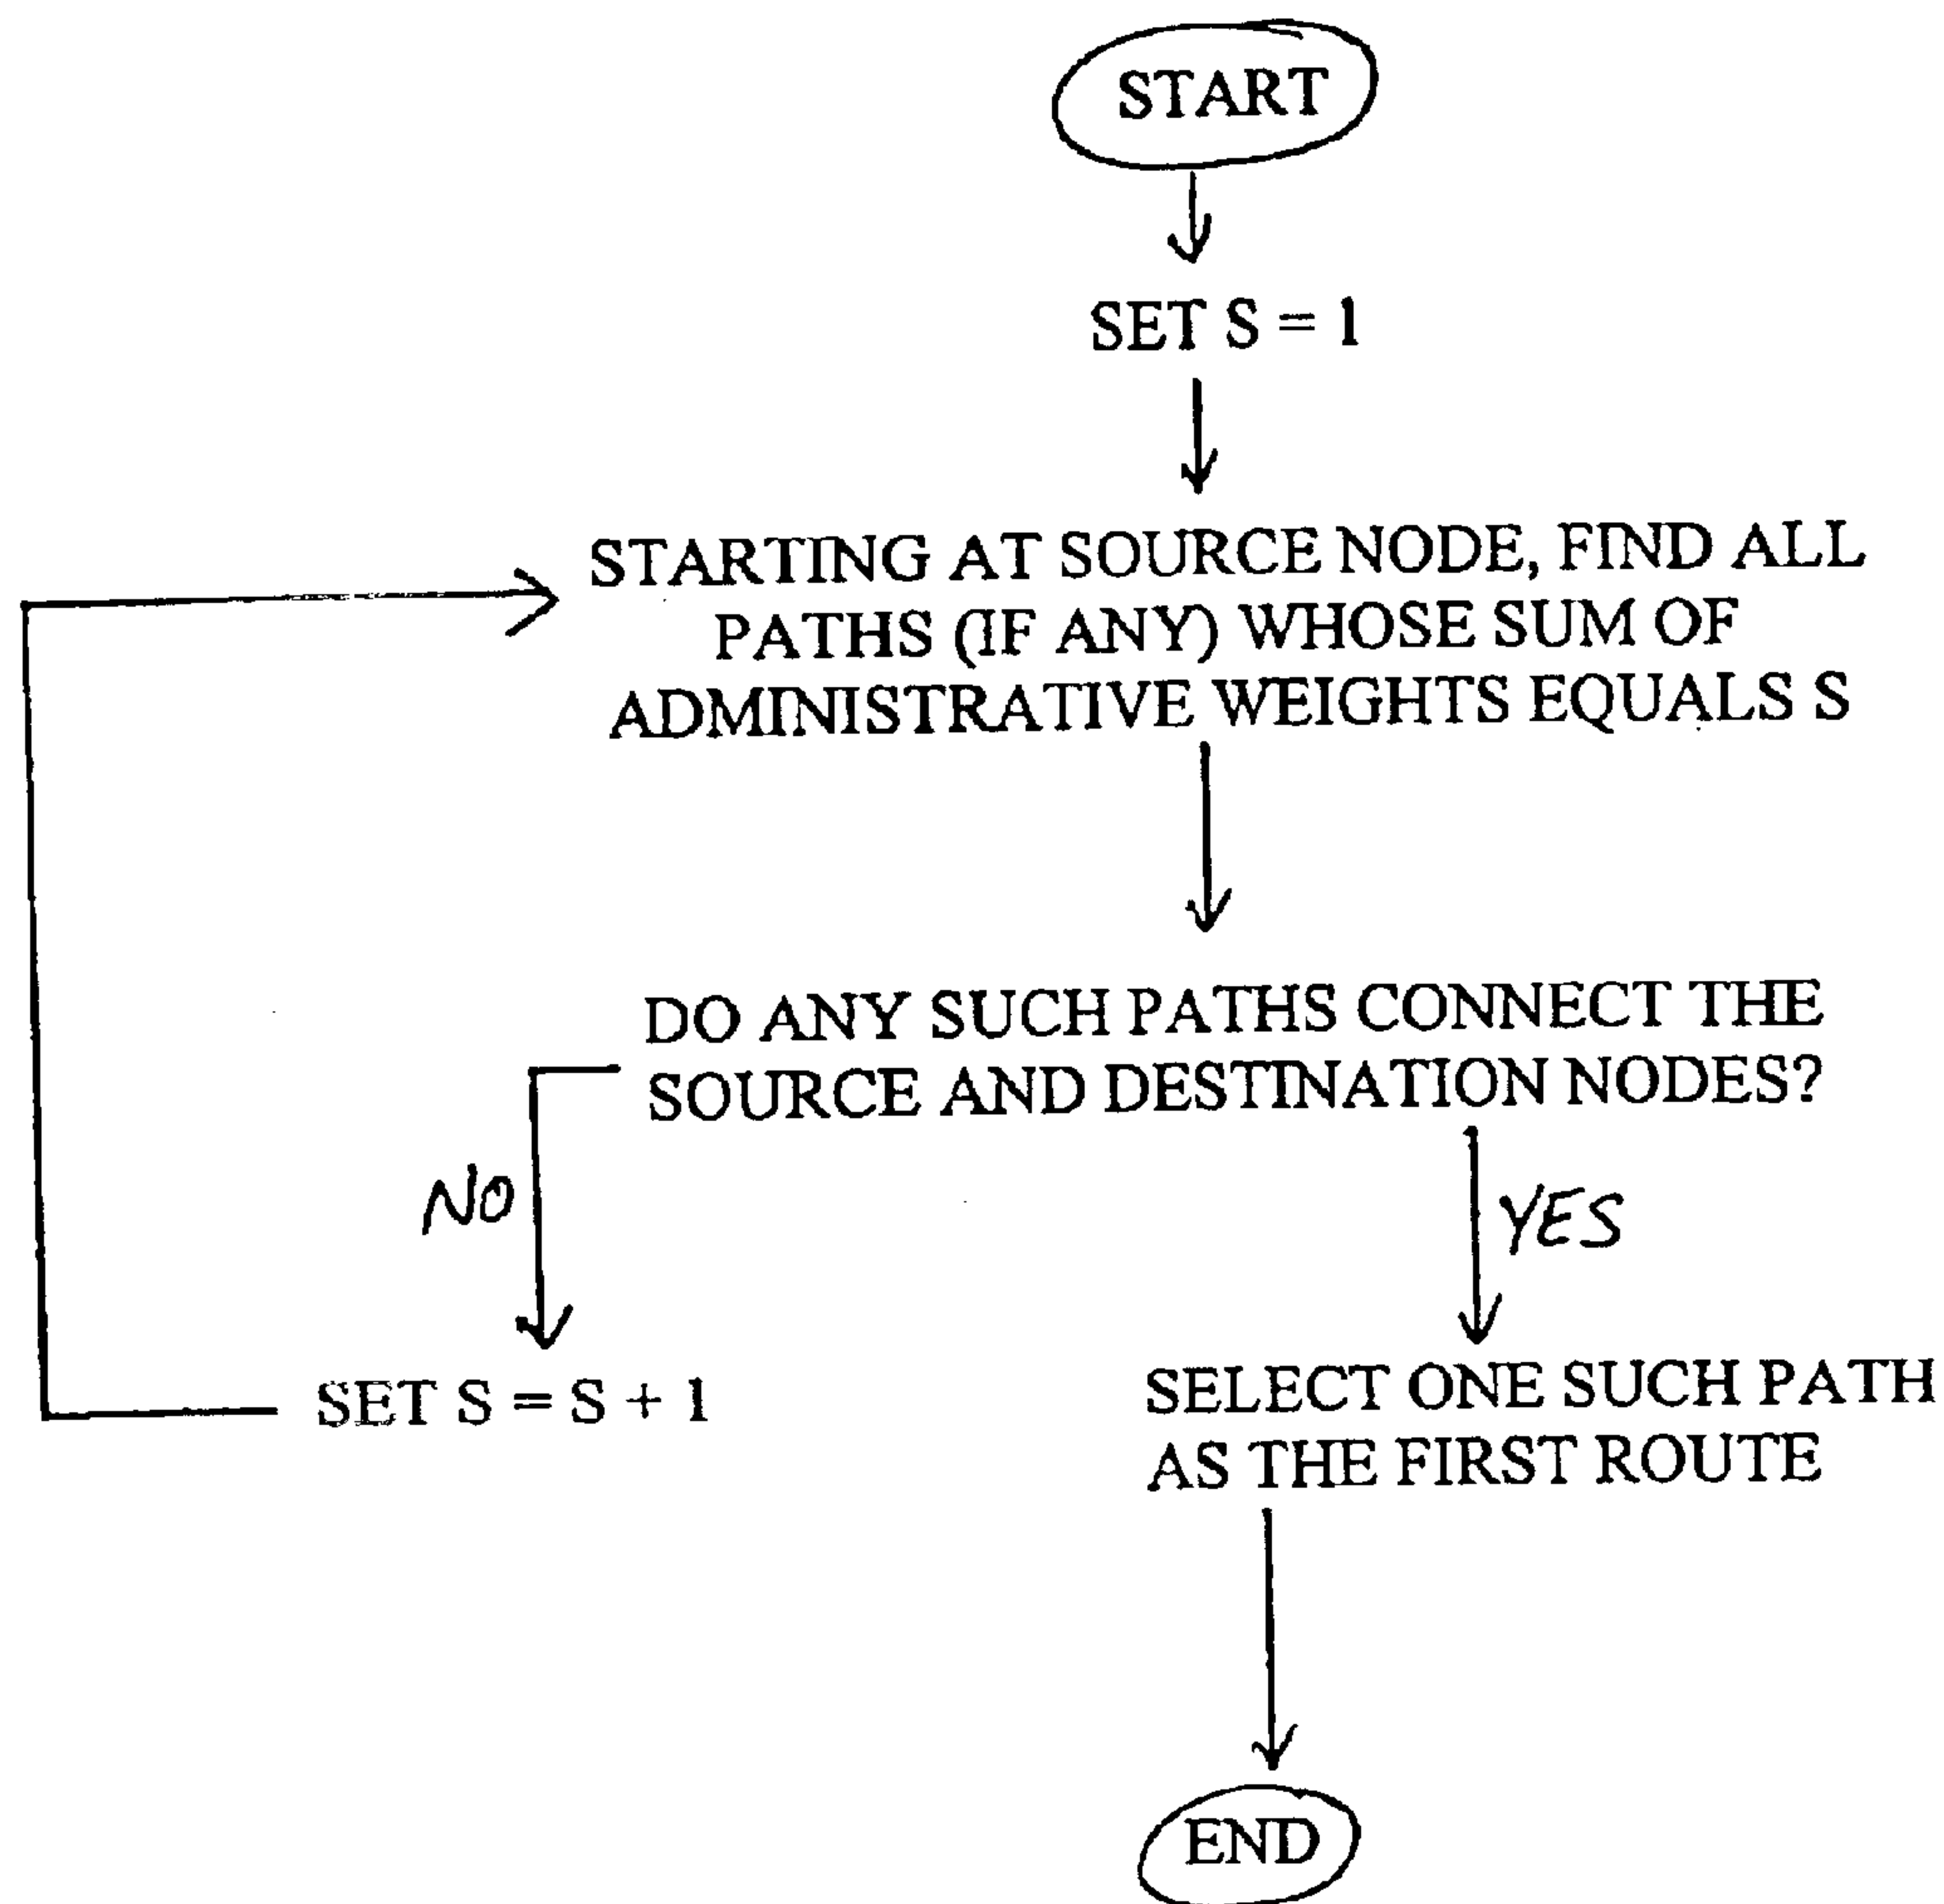 START
SET S = 1
STARTING AT SOURCE NODE, FIND ALL
PATHS (IF ANY) WHOSE SUM OF
ADMINISTRATIVE WEIGHTS EQUALS S
DO ANY SUCH PATHS CONNECT THE
SOURCE AND DESTINATION NODES?
NO
YES
SET S = S + 1
SELECT ONE SUCH PATH
AS THE FIRST ROUTE
END